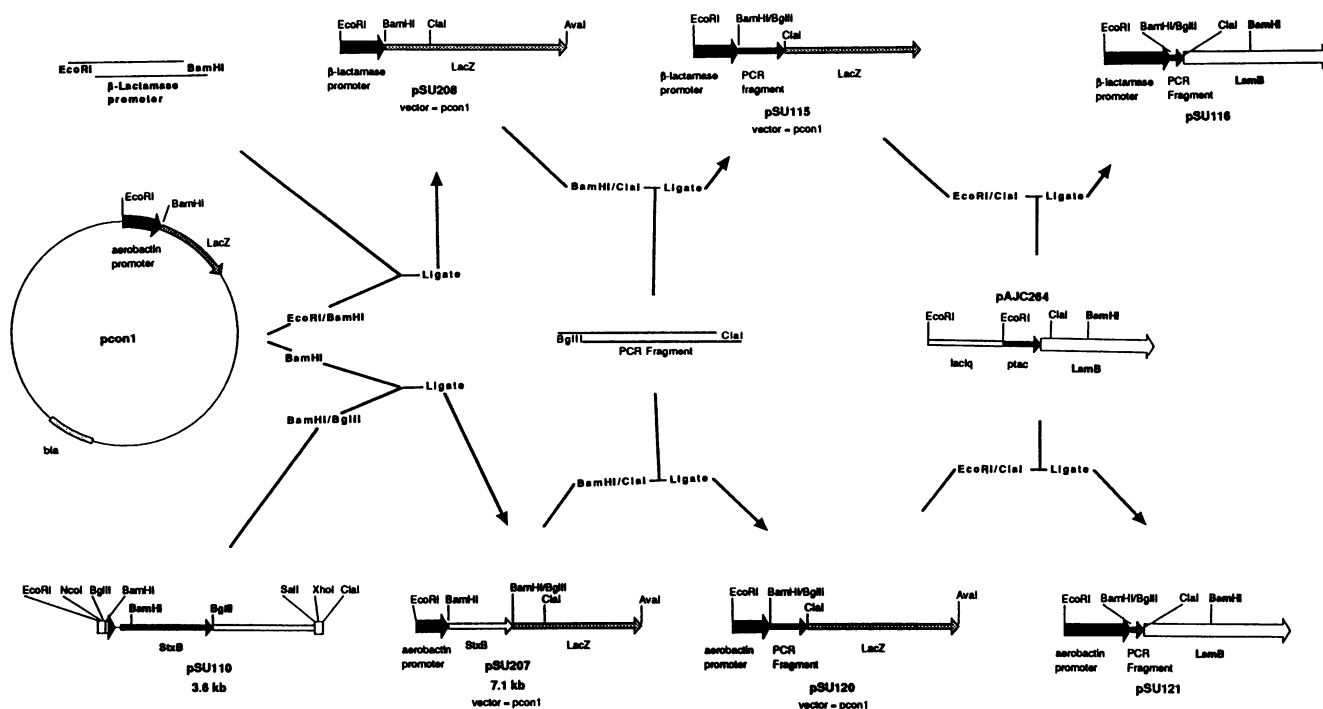 EcoRI
BamHI
β-Lactamase
promoter
EcoRI
BamHI
ClaI
AvaI
β-lactamase
promoter
LacZ
pSU208
vector = pcon1
EcoRI
BamHI/BglII
ClaI
β-lactamase
promoter
PCR
fragment
LacZ
pSU115
vector = pcon1
EcoRI
BamHI/BglII
ClaI
BamHI
β-lactamase
promoter
PCR
Fragment
LamB
pSU116
BamHI/ClaI
Ligate
EcoRI/ClaI
Ligate
EcoRI
BamHI
LacZ
aerobactin
promoter
pcon1
bla
Ligate
EcoRI/BamHI
BamHI
Ligate
BamHI/BglII
BglII
ClaI
PCR Fragment
pAJC264
EcoRI
EcoRI
ClaI
BamHI
lacIq
ptac
LamB
BamHI/ClaI
Ligate
EcoRI/ClaI
Ligate
EcoRI
NcoI
BglII
BamHI
BamHI
BglII
SalI
XhoI
ClaI
StxB
pSU110
3.6 kb
EcoRI
BamHI
BamHI/BglII
ClaI
AvaI
aerobactin
promoter
StxB
LacZ
pSU207
7.1 kb
vector = pcon1
EcoRI
BamHI/BglII
ClaI
AvaI
aerobactin
promoter
PCR
Fragment
LacZ
pSU120
vector = pcon1
EcoRI
BamHI/BglII
ClaI
BamHI
aerobactin
promoter
PCR
Fragment
LamB
pSU121